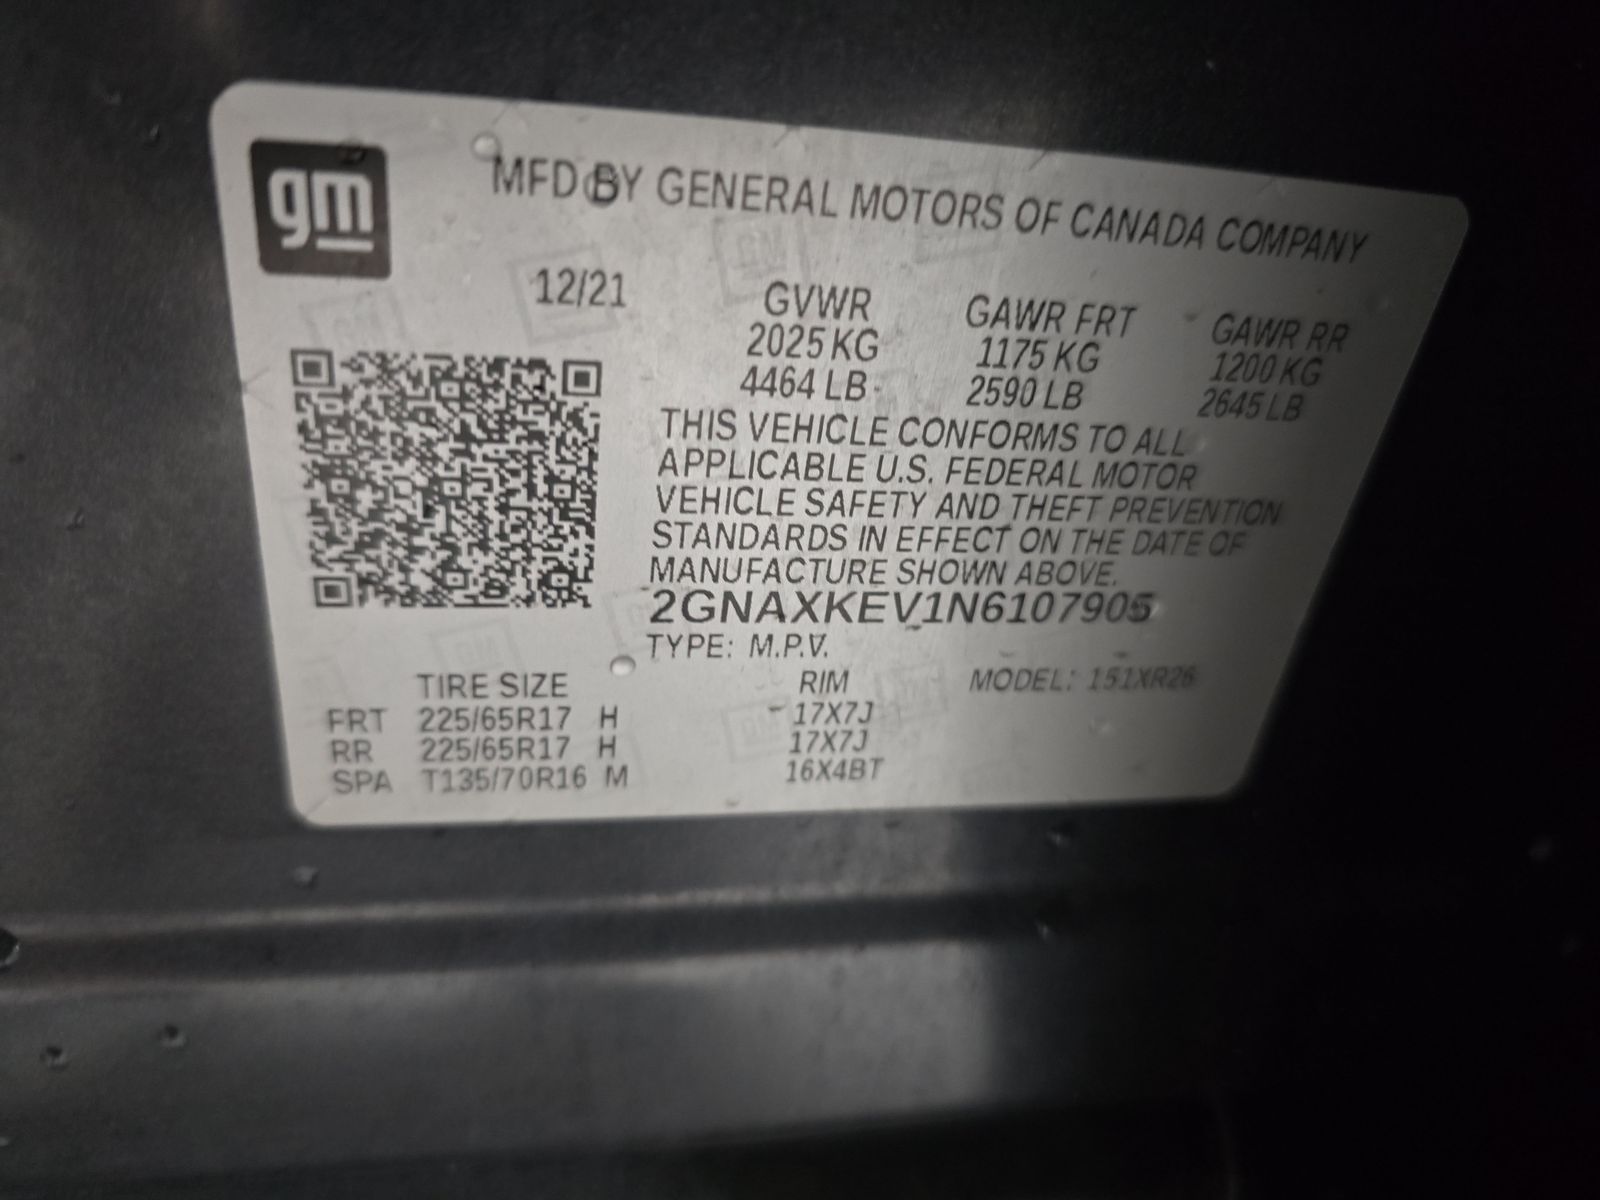 gm
MFD BY GENERAL MOTORS OF CANADA COMPANY
12/21
GVWR GAWR FRT GAWR RR
2025 KG 1175 KG 1200 KG
4464 LB 2590 LB 2645 LB
THIS VEHICLE CONFORMS TO ALL
APPLICABLE U.S. FEDERAL MOTOR
VEHICLE SAFETY AND THEFT PREVENTION
STANDARDS IN EFFECT ON THE DATE OF
MANUFACTURE SHOWN ABOVE.
2GNAXKEV1N6107905
TYPE: M.P.V.
TIRE SIZE RIM MODEL: 151XR26
FRT 225/65R17 H 17X7J
RR 225/65R17 H 17X7J
SPA T135/70R16 M 16X4BT